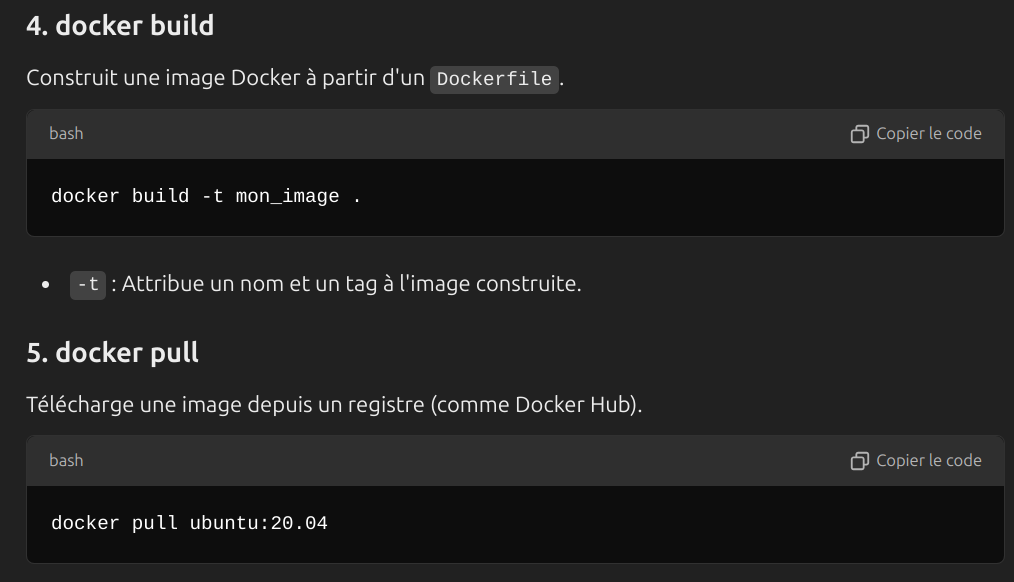 4. docker build
Construit une image Docker à partir d'un Dockerfile.
bash
Copier le code
docker build -t mon_image .
-t : Attribue un nom et un tag à l'image construite.
5. docker pull
Télécharge une image depuis un registre (comme Docker Hub).
bash
Copier le code
docker pull ubuntu:20.04